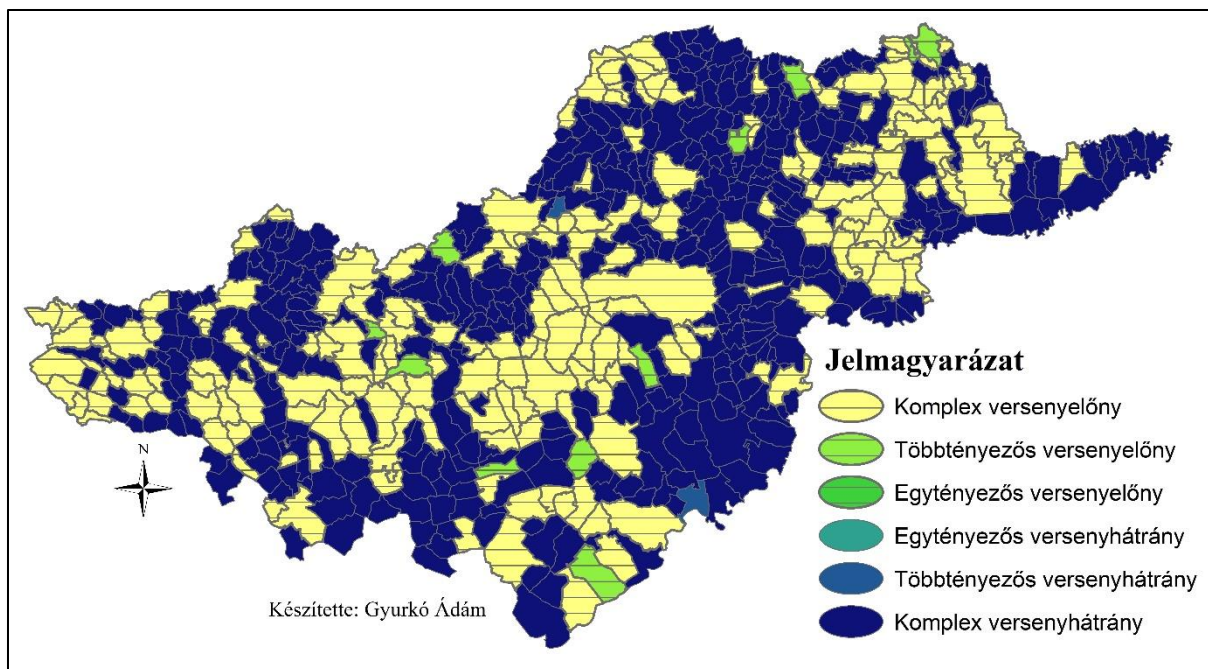 Jelmagyarázat
Komplex versenyelőny
Többtényezős versenyelőny
Egytényezős versenyelőny
Egytényezős versenyhátrány
Többtényezős versenyhátrány
Komplex versenyhátrány
N
Készítette: Gyurkó Ádám